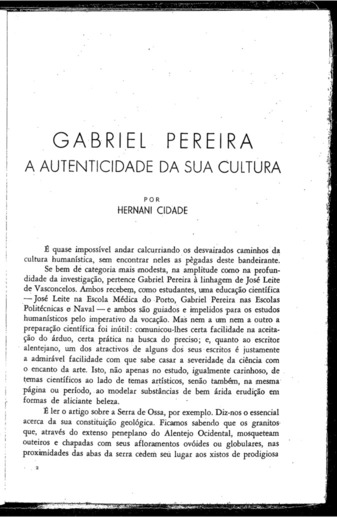 GABRIEL PEREIRA
A AUTENTICIDADE DA SUA CULTURA
POR
HERNANI CIDADE
É quase impossível andar calcurriando os desvairados caminhos da
cultura humanística, sem encontrar neles as pègadas deste bandeirante.
Se bem de categoria mais modesta, na amplitude como na profun-
didade da investigação, pertence Gabriel Pereira à linhagem de José Leite
de Vasconcelos. Ambos recebem, como estudantes, uma educação científica
—José Leite na Escola Médica do Porto, Gabriel Pereira nas Escolas
Politécnicas e Naval—e ambos são guiados e impelidos para os estudos
humanísticos pelo imperativo da vocação. Mas nem a um nem a outro a
preparação científica foi inútil: comunicou-lhes certa facilidade na aceita-
ção do árduo, certa prática na busca do preciso; e, quanto ao escritor
alentejano, um dos atractivos de alguns dos seus escritos é justamente
a admirável facilidade com que sabe casar a severidade da ciência com
o encanto da arte. Isto, não apenas no estudo, igualmente carinhoso, de
temas científicos ao lado de temas artísticos, senão também, na mesma
página ou período, ao modelar substâncias de bem árida erudição em
formas de aliciante beleza.
É ler o artigo sobre a Serra de Ossa, por exemplo. Diz-nos o essencial
acerca da sua constituição geológica. Ficamos sabendo que os granitos
que, através do extenso peneplano do Alentejo Ocidental, mosqueteam
outeiros e chapadas com seus afloramentos ovóides ou globulares, nas
proximidades das abas da serra cedem seu lugar aos xistos de prodigiosa